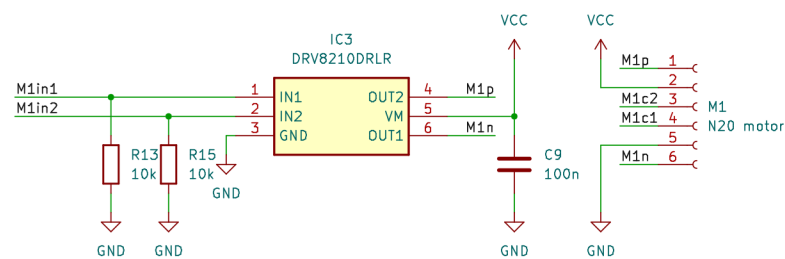 VCC
VCC
IC3
DRV8210DRLR
M1in1
M1in2
1
2
3
IN1
IN2
GND
OUT2
VM
OUT1
4
5
6
M1p
M1n
R13
10k
R15
10k
GND
GND
GND
C9
100n
GND
M1p
M1c2
M1c1
M1n
1
2
3
4
5
6
M1
N20 motor
GND